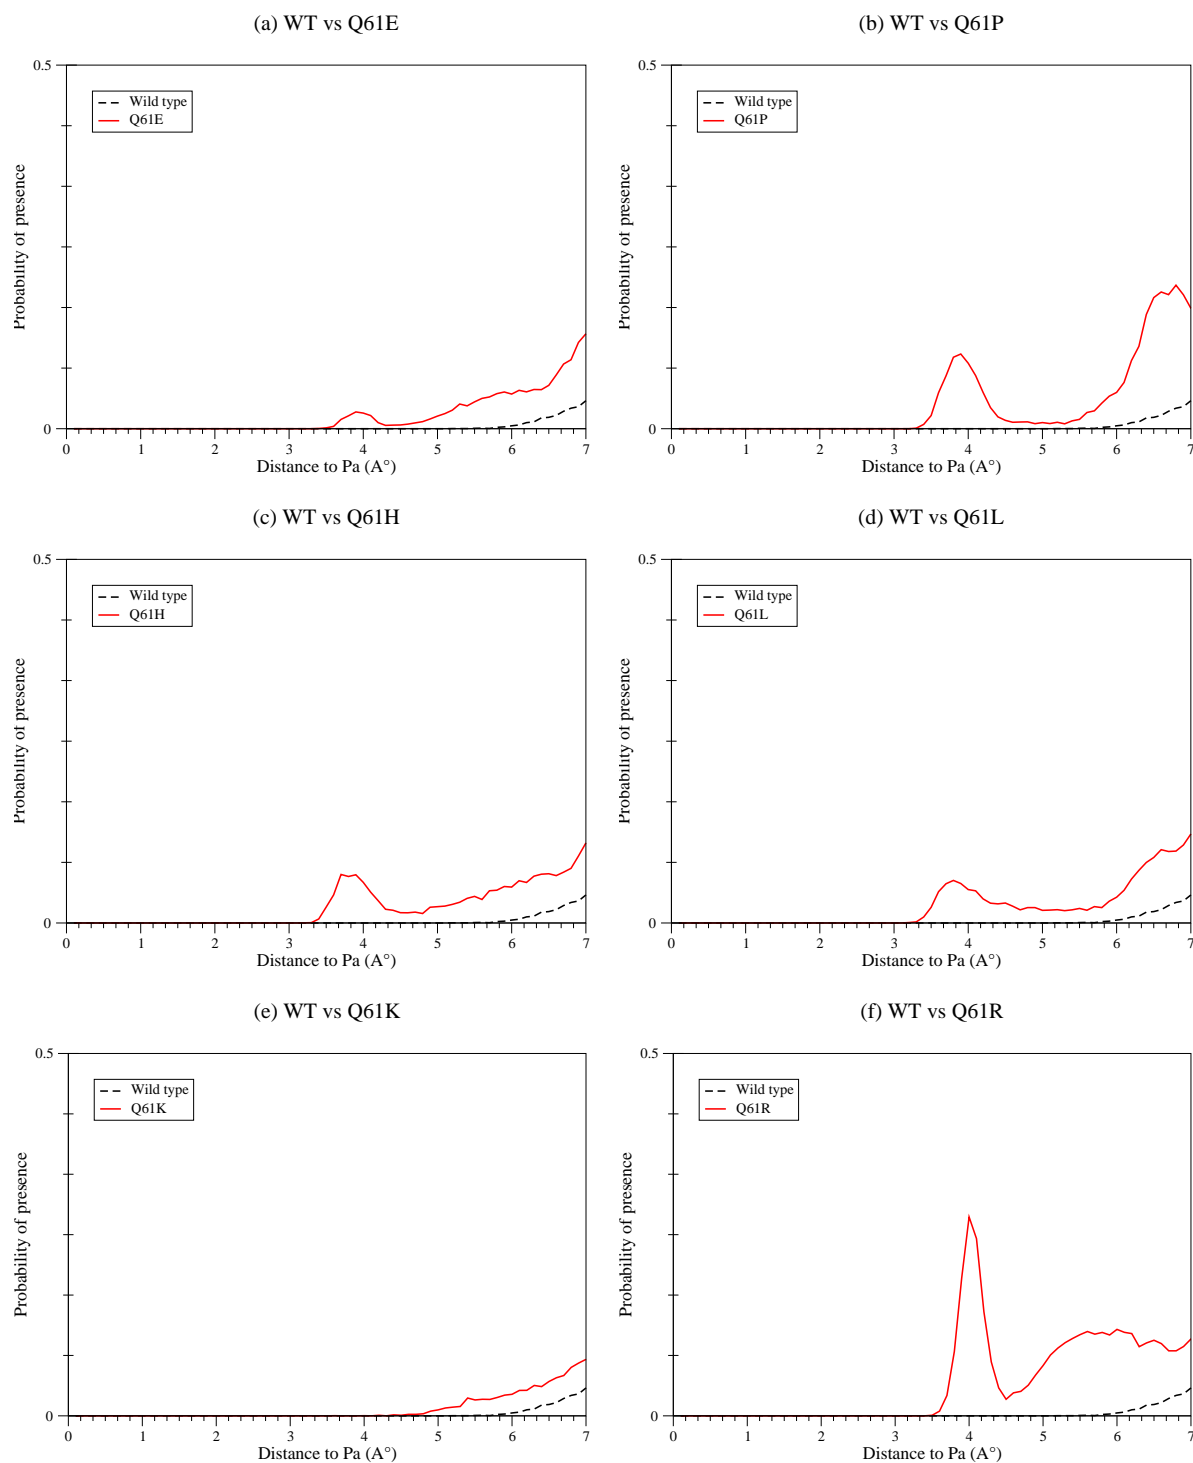 (a) WT vs Q61E
0.5
Wild type
Q61E
Probability of presence
0
0 1 2 3 4 5 6 7
Distance to Pa (A°)
(b) WT vs Q61P
0.5
Wild type
Q61P
Probability of presence
0
0 1 2 3 4 5 6 7
Distance to Pa (A°)
(c) WT vs Q61H
0.5
Wild type
Q61H
Probability of presence
0
0 1 2 3 4 5 6 7
Distance to Pa (A°)
(d) WT vs Q61L
0.5
Wild type
Q61L
Probability of presence
0
0 1 2 3 4 5 6 7
Distance to Pa (A°)
(e) WT vs Q61K
0.5
Wild type
Q61K
Probability of presence
0
0 1 2 3 4 5 6 7
Distance to Pa (A°)
(f) WT vs Q61R
0.5
Wild type
Q61R
Probability of presence
0
0 1 2 3 4 5 6 7
Distance to Pa (A°)